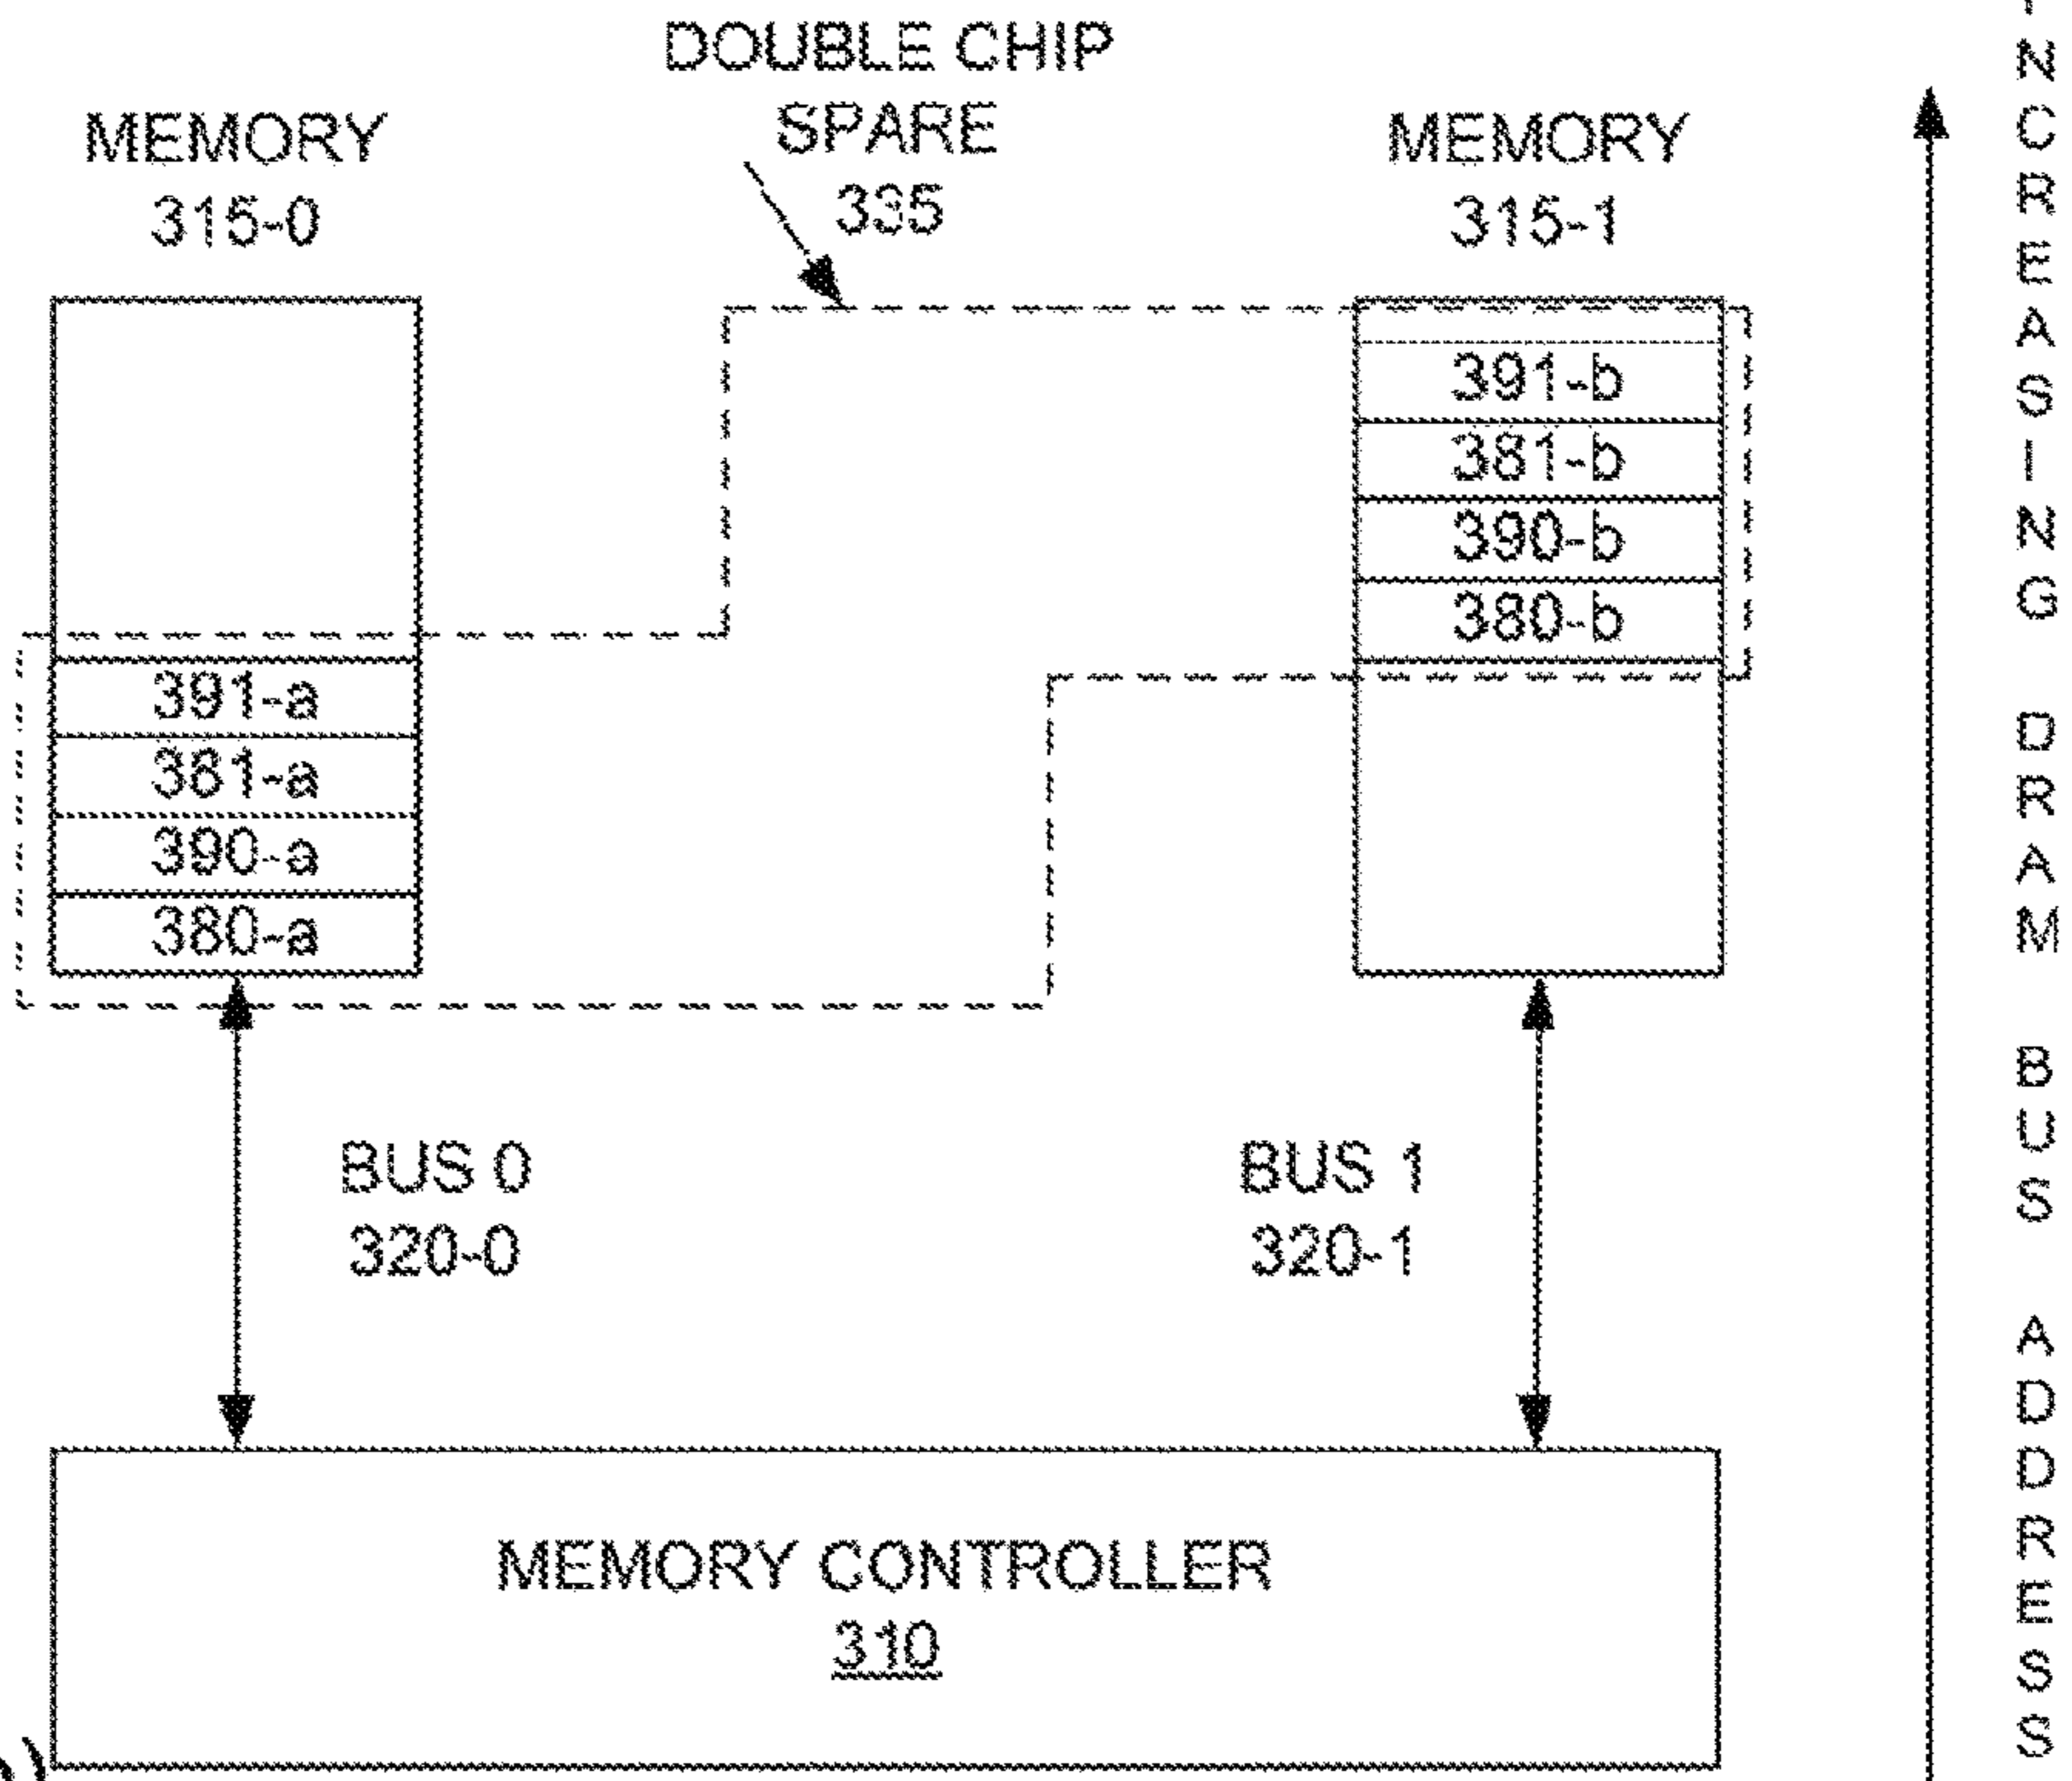 DOUBLE CHIP
SPARE
335
MEMORY
315-0
MEMORY
315-1
391-b
381-b
390-b
380-b
391-a
381-a
390-a
380-a
BUS 0
320-0
BUS 1
320-1
MEMORY CONTROLLER
310
NCREASING DRAM BUS ADDRESS
)